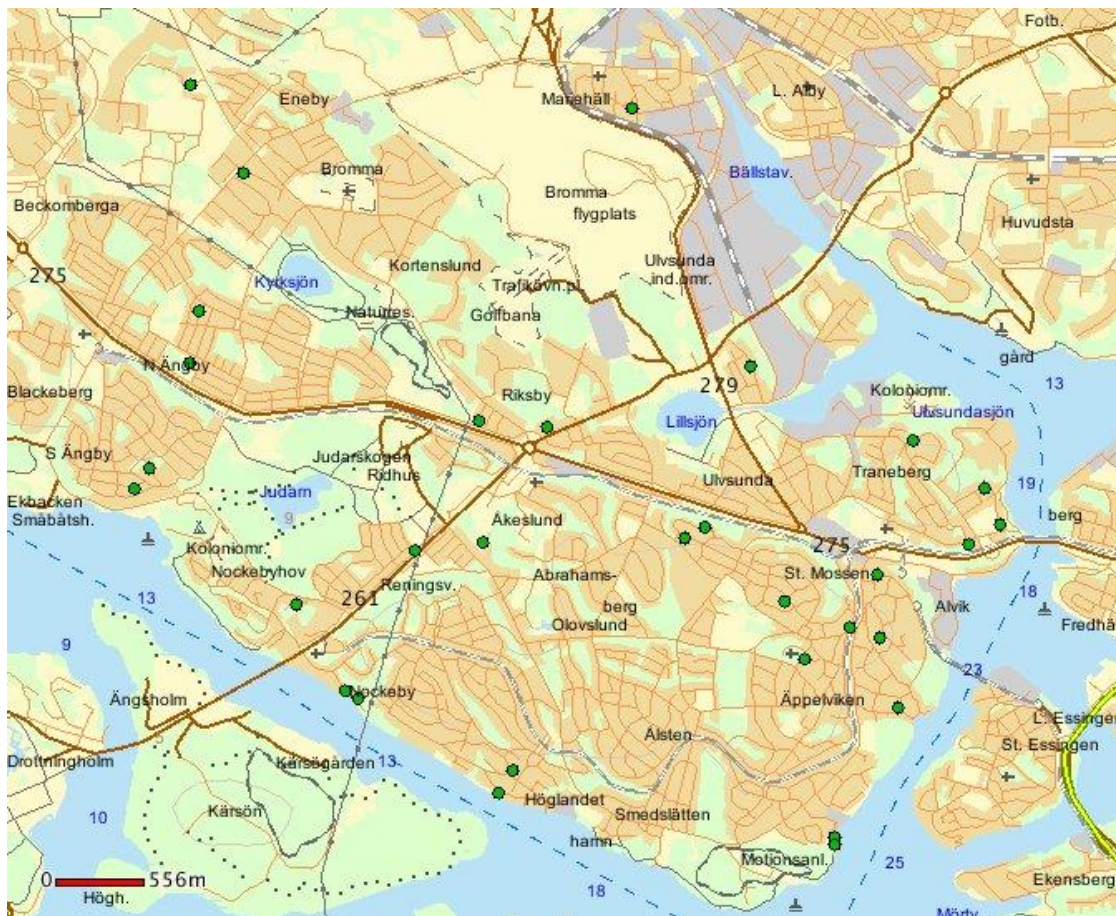 Fotb.
Eneby
Mariehäll
L. Alby
Bromma
Bällstav.
Bromma
flygplats
Beckomberga
Huvudsta
275
Kyrksjön
Kortenslund
Ulvsunda
ind.omr.
Trafikövn.pl.
Naturres.
Golfbana
gård
N Ängby
13
279
Blackeberg
Riksby
Koloniomr.
Ulvsundasjön
Lillsjön
S Ängby
Judarskogen
Ridhus
Traneberg
Ulvsunda
19
Judarn
9
Ekbacken
Småbåtsh.
Åkeslund
berg
Koloniomr.
275
Nockebyhov
Reningsv.
Abrahams-
berg
St. Mossen
18
13
261
Alvik
Olovslund
Fredhä
9
23
Ängsholm
Nockeby
Äppelviken
L. Essingen
Ålsten
St. Essingen
Drottningholm
Kärsögården
13
Kärsön
Höglandet
Smedslätten
10
hamn
Motionsanl.
25
0
556m
Högh.
18
Ekensberg
Mörtv